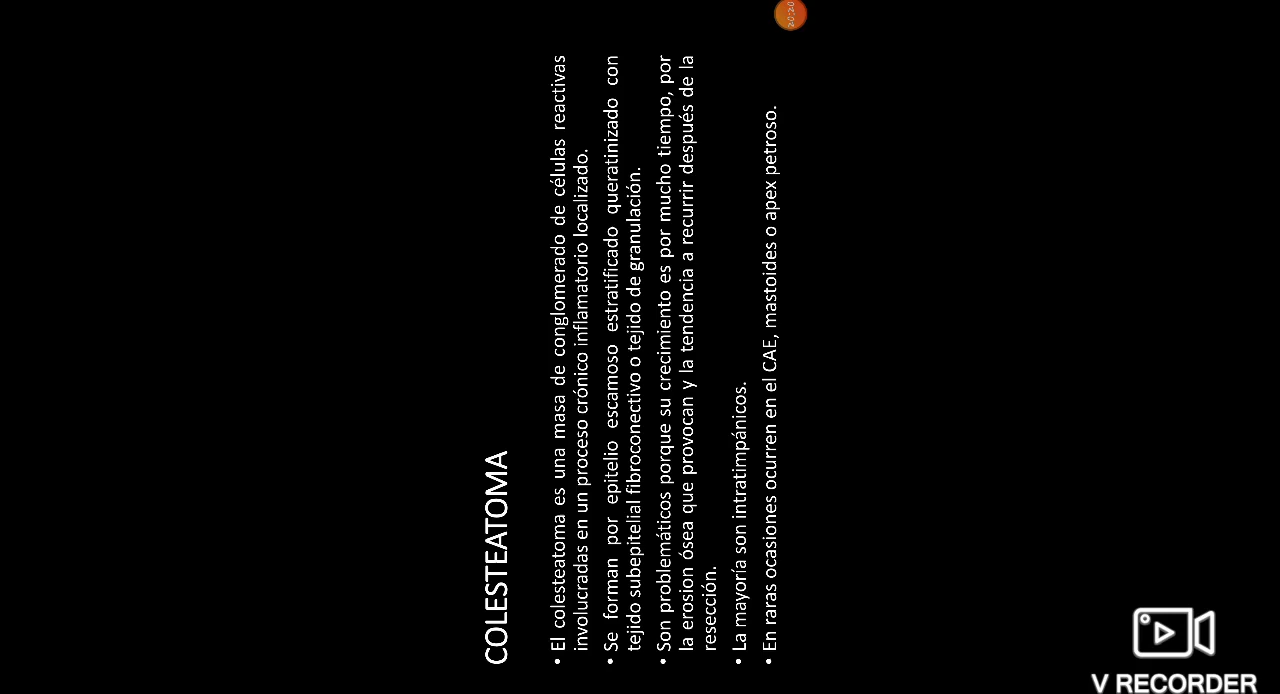 COLESTEATOMA
• El colesteatoma es una masa de conglomerado de células reactivas
involucradas en un proceso crónico inflamatorio localizado.
• Se forman por epitelio escamoso estratificado queratinizado con
tejido subepitelial fibroconectivo o tejido de granulación.
• Son problemáticos porque su crecimiento es por mucho tiempo, por
la erosion ósea que provocan y la tendencia a recurrir después de la
resección.
• La mayoría son intratimpánicos.
• En raras ocasiones ocurren en el CAE, mastoides o apex petroso.
20:20
V RECORDER